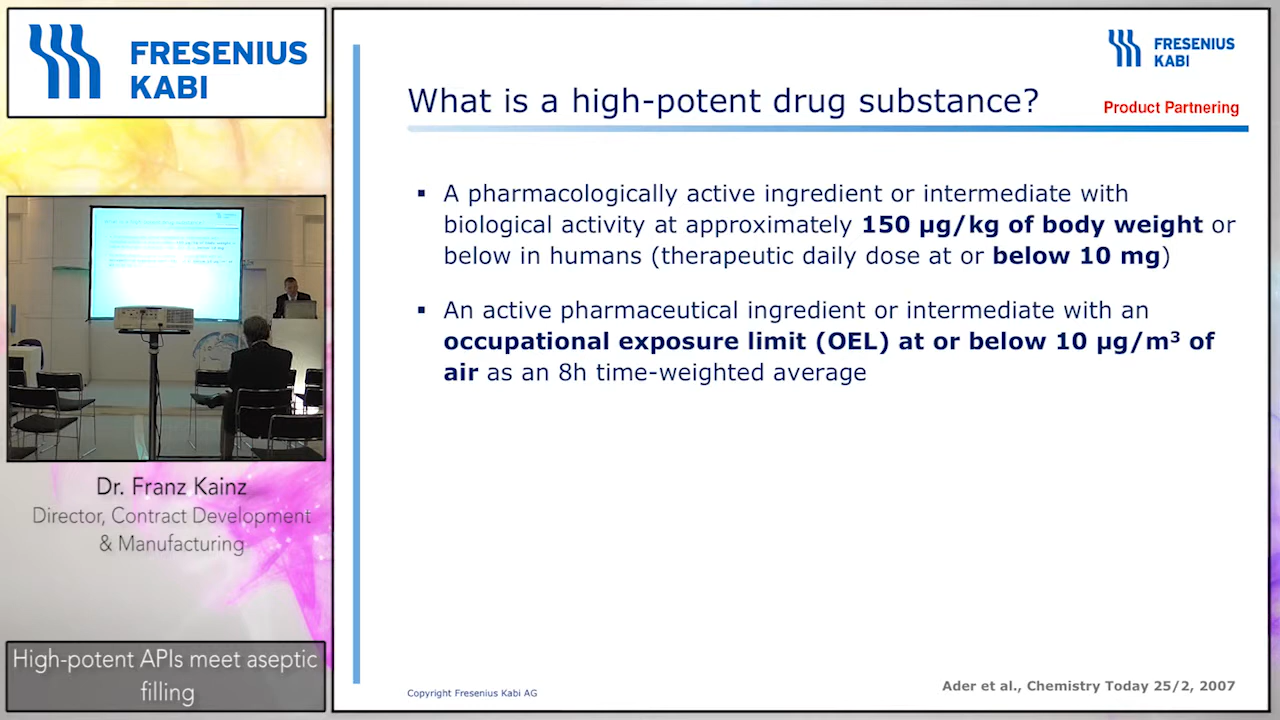 FRESENIUS
KABI
Dr. Franz Kainz
Director, Contract Development
& Manufacturing
High-potent APIs meet aseptic
filling
FRESENIUS
KABI
What is a high-potent drug substance?
Product Partnering
▪ A pharmacologically active ingredient or intermediate with
biological activity at approximately 150 µg/kg of body weight or
below in humans (therapeutic daily dose at or below 10 mg)
▪ An active pharmaceutical ingredient or intermediate with an
occupational exposure limit (OEL) at or below 10 µg/m³ of
air as an 8h time-weighted average
Copyright Fresenius Kabi AG
Ader et al., Chemistry Today 25/2, 2007